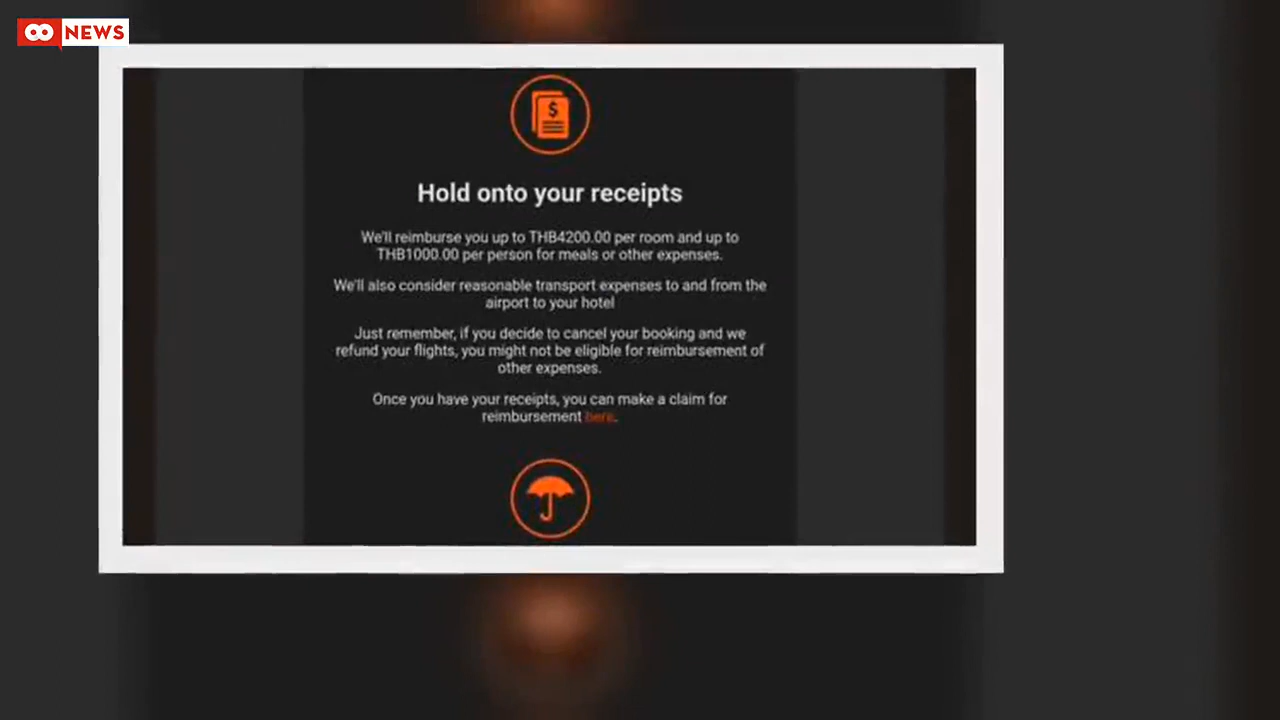 NEWS
$
Hold onto your receipts
We'll reimburse you up to THB4200.00 per room and up to
THB1000.00 per person for meals or other expenses.
We'll also consider reasonable transport expenses to and from the
airport to your hotel
Just remember, if you decide to cancel your booking and we
refund your flights, you might not be eligible for reimbursement of
other expenses.
Once you have your receipts, you can make a claim for
reimbursement here.